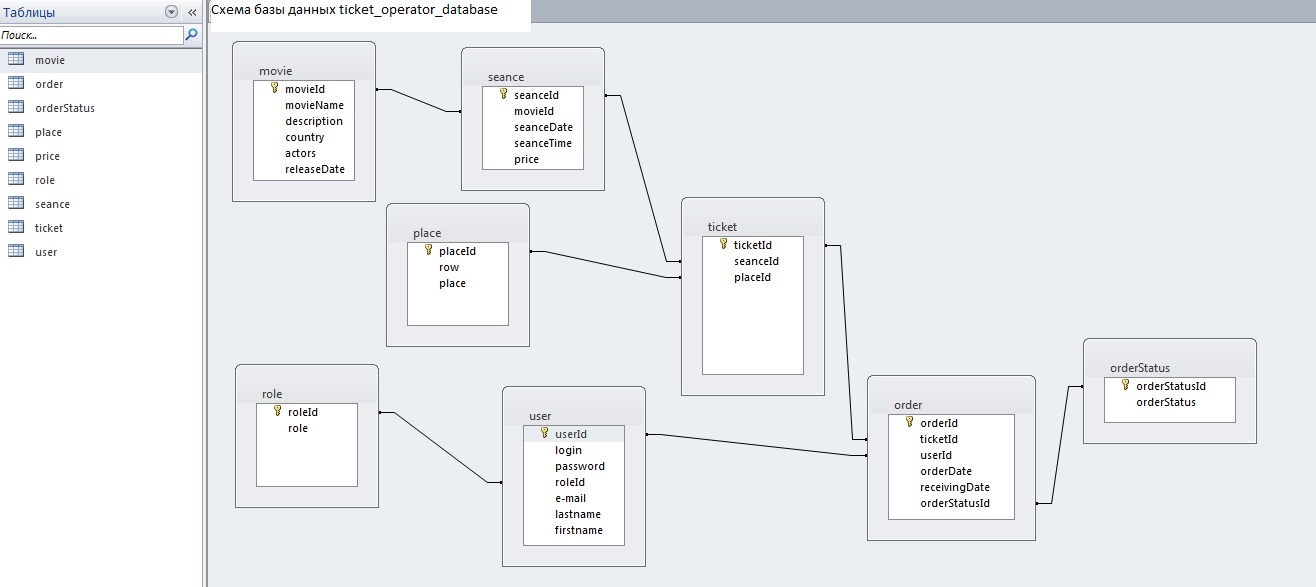 Таблицы
Поиск...
movie
order
orderStatus
place
price
role
seance
ticket
user
Схема базы данных ticket_operator_database
movie
movieId
movieName
description
country
actors
releaseDate
seance
seanceId
movieId
seanceDate
seanceTime
price
place
placeId
row
place
ticket
ticketId
seanceId
placeId
role
roleId
role
user
userId
login
password
roleId
e-mail
lastname
firstname
order
orderId
ticketId
userId
orderDate
receivingDate
orderStatusId
orderStatus
orderStatusId
orderStatus